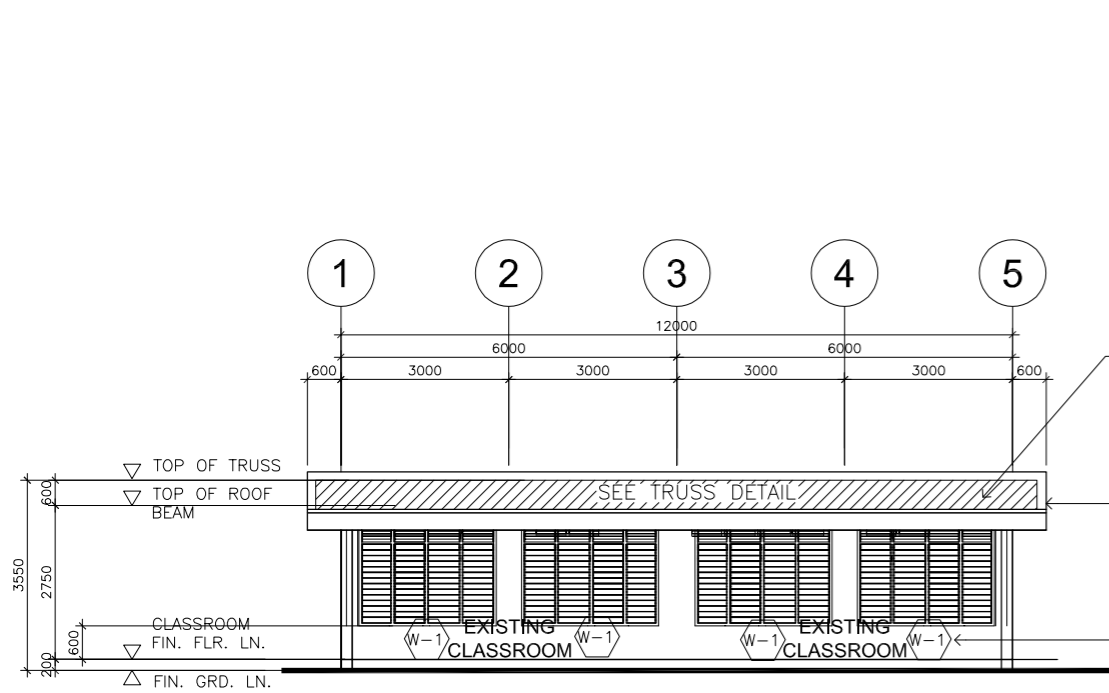 1 2 3 4 5
12000
6000 6000
600 3000 3000 3000 3000 600
TOP OF TRUSS
600
TOP OF ROOF
BEAM
SEE TRUSS DETAIL
3550
2750
CLASSROOM
FIN. FLR. LN.
600
200
FIN. GRD. LN.
W-1
EXISTING
CLASSROOM
W-1
W-1
EXISTING
CLASSROOM
W-1